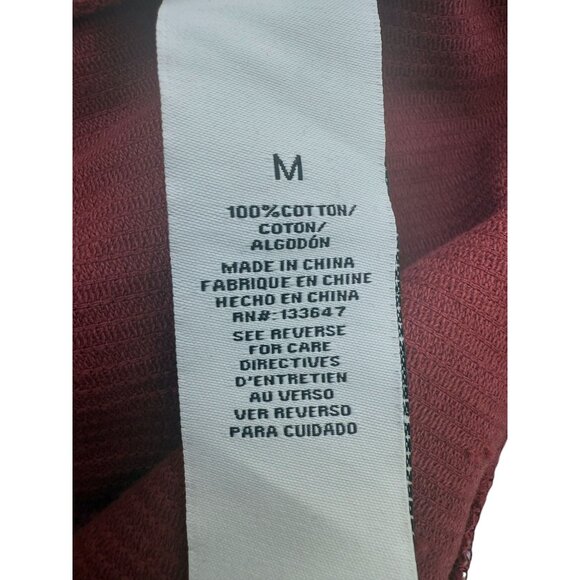 M
100%COTTON/
COTON/
ALGODÓN
MADE IN CHINA
FABRIQUE EN CHINE
HECHO EN CHINA
RN#:133647
SEE REVERSE
FOR CARE
DIRECTIVES
D'ENTRETIEN
AU VERSO
VER REVERSO
PARA CUIDADO